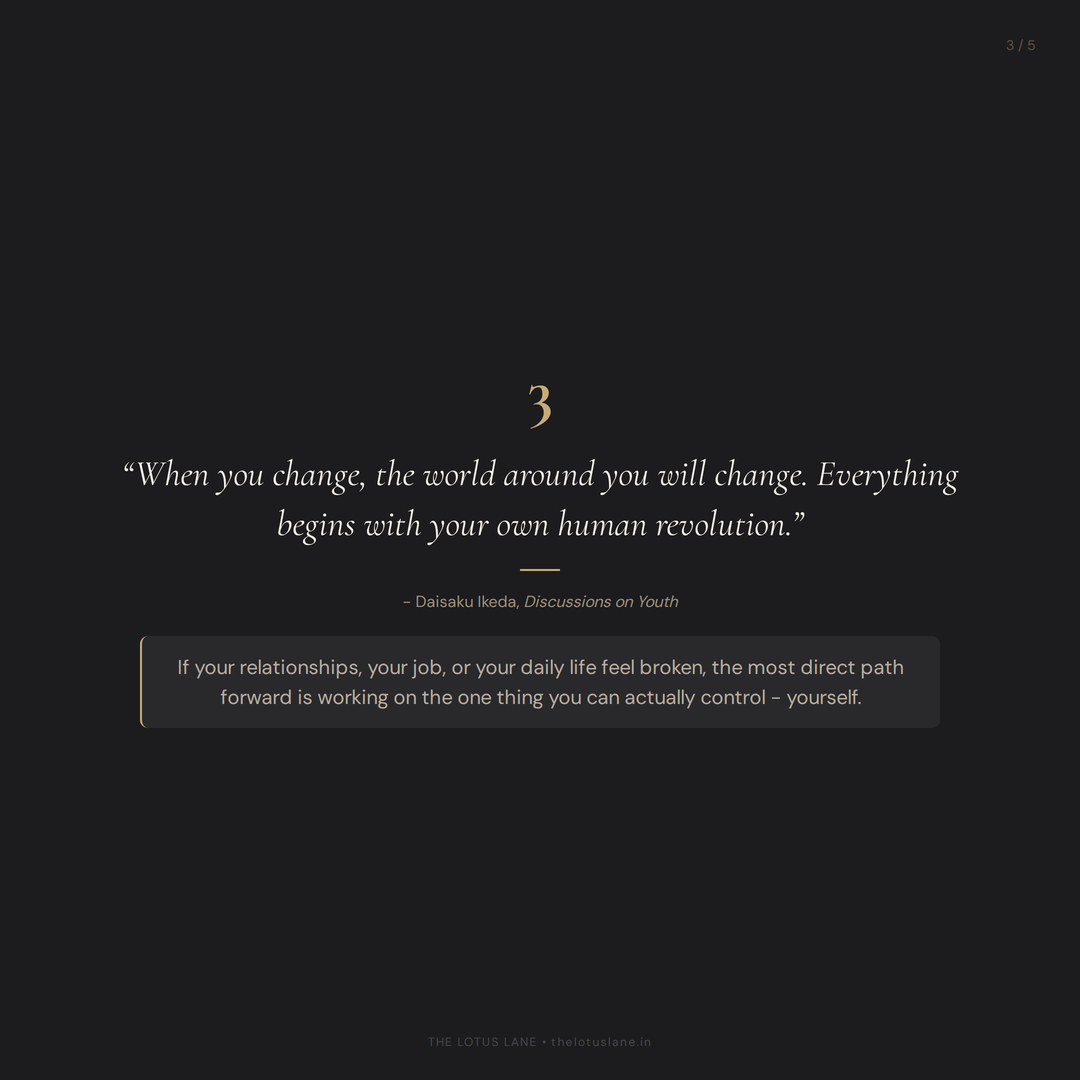 3 / 5
3
“When you change, the world around you will change. Everything
begins with your own human revolution.”
– Daisaku Ikeda, Discussions on Youth
If your relationships, your job, or your daily life feel broken, the most direct path
forward is working on the one thing you can actually control – yourself.
THE LOTUS LANE • thelotuslane.in